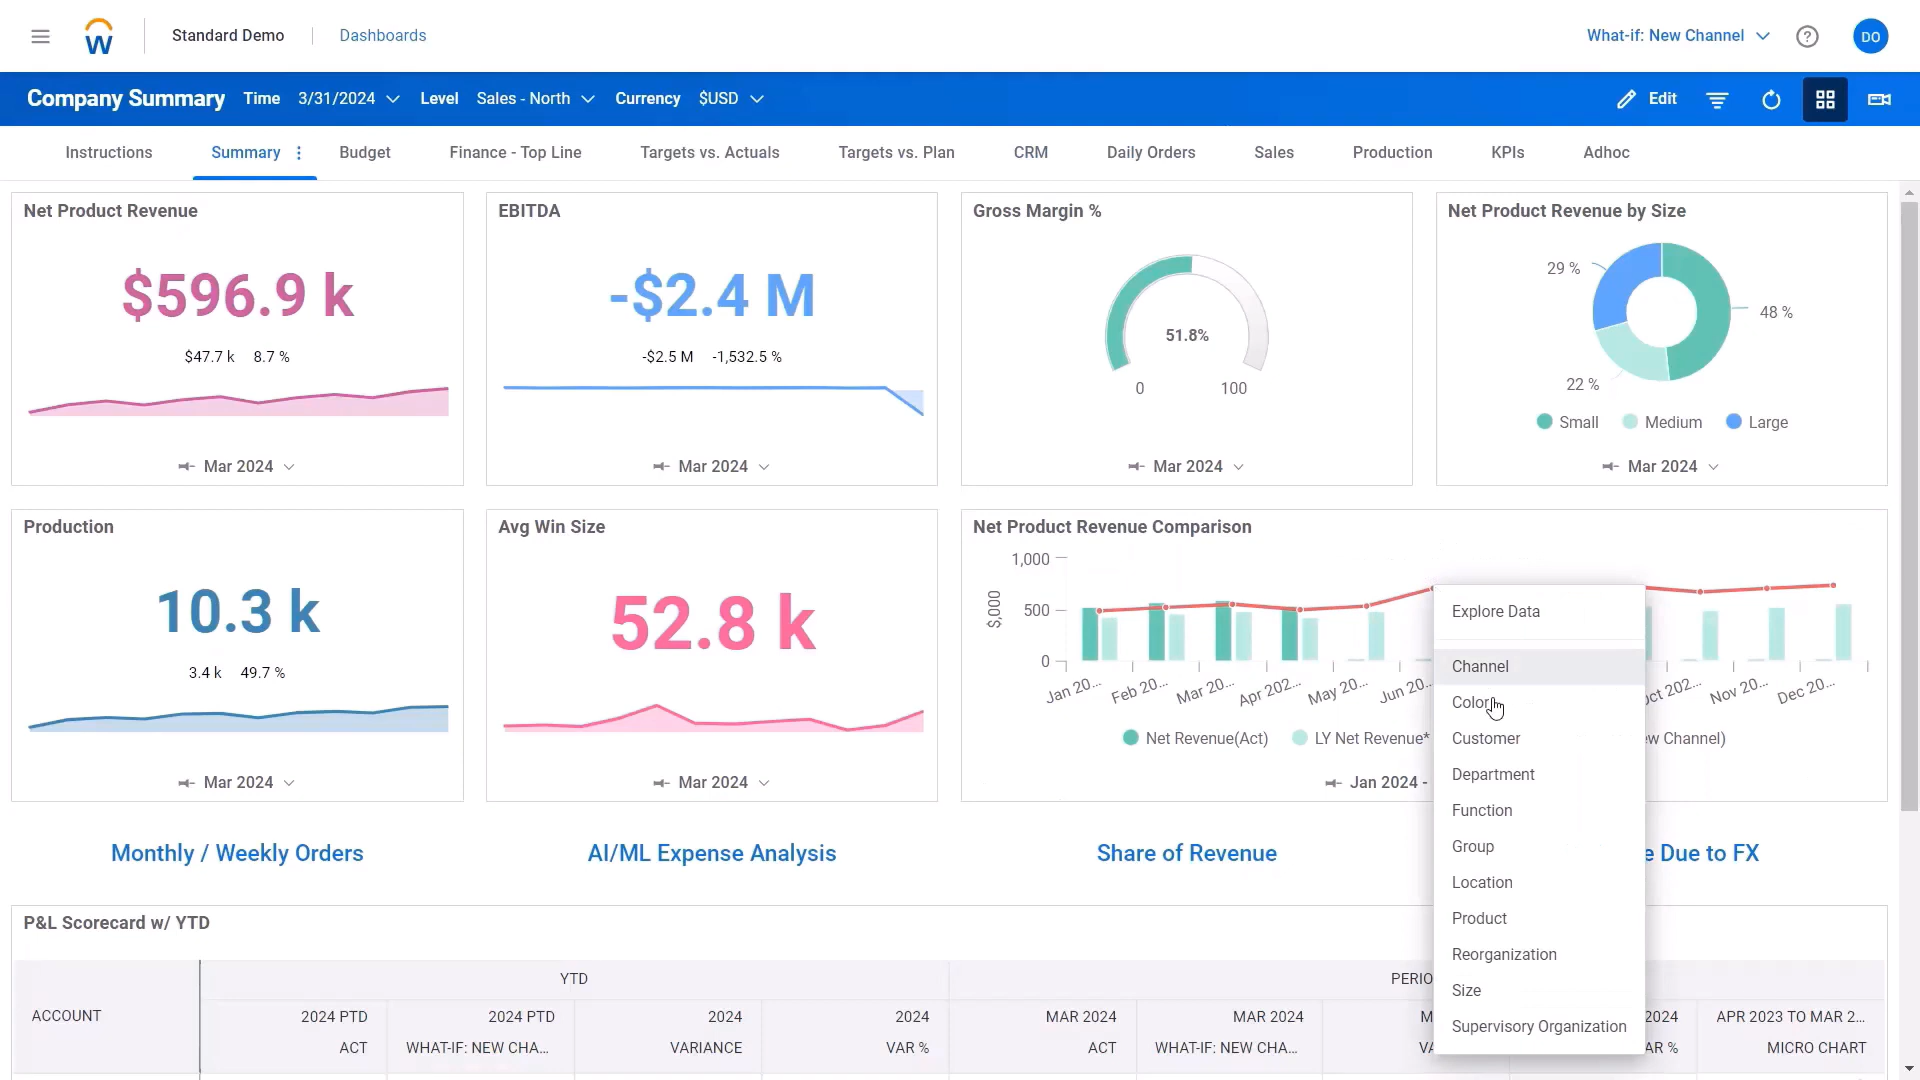 W
Standard Demo
Dashboards
What-if: New Channel
?
DO
Company Summary
Time 3/31/2024
Level Sales - North
Currency $USD
Edit
Instructions
Summary
Budget
Finance - Top Line
Targets vs. Actuals
Targets vs. Plan
CRM
Daily Orders
Sales
Production
KPIs
Adhoc
Net Product Revenue
$596.9 k
$47.7 k 8.7 %
Mar 2024
EBITDA
-$2.4 M
-$2.5 M -1,532.5 %
Mar 2024
Gross Margin %
51.8%
0 100
Mar 2024
Net Product Revenue by Size
29 %
48 %
22 %
Small Medium Large
Mar 2024
Production
10.3 k
3.4 k 49.7 %
Mar 2024
Avg Win Size
52.8 k
Mar 2024
Net Product Revenue Comparison
1,000
500
0
$,000
Jan 20... Feb 20... Mar 20... Apr 202... May 20... Jun 20... Oct 202... Nov 20... Dec 20...
Net Revenue(Act) LY Net Revenue* ew Channel)
Jan 2024 -
Explore Data
Channel
Color
Customer
Department
Function
Group
Location
Product
Reorganization
Size
Supervisory Organization
Monthly / Weekly Orders
AI/ML Expense Analysis
Share of Revenue
e Due to FX
P&L Scorecard w/ YTD
YTD
PERIO
ACCOUNT
2024 PTD
ACT
2024 PTD
WHAT-IF: NEW CHA...
2024
VARIANCE
2024
VAR %
MAR 2024
ACT
MAR 2024
WHAT-IF: NEW CHA...
M
VA
2024
AR %
APR 2023 TO MAR 2...
MICRO CHART